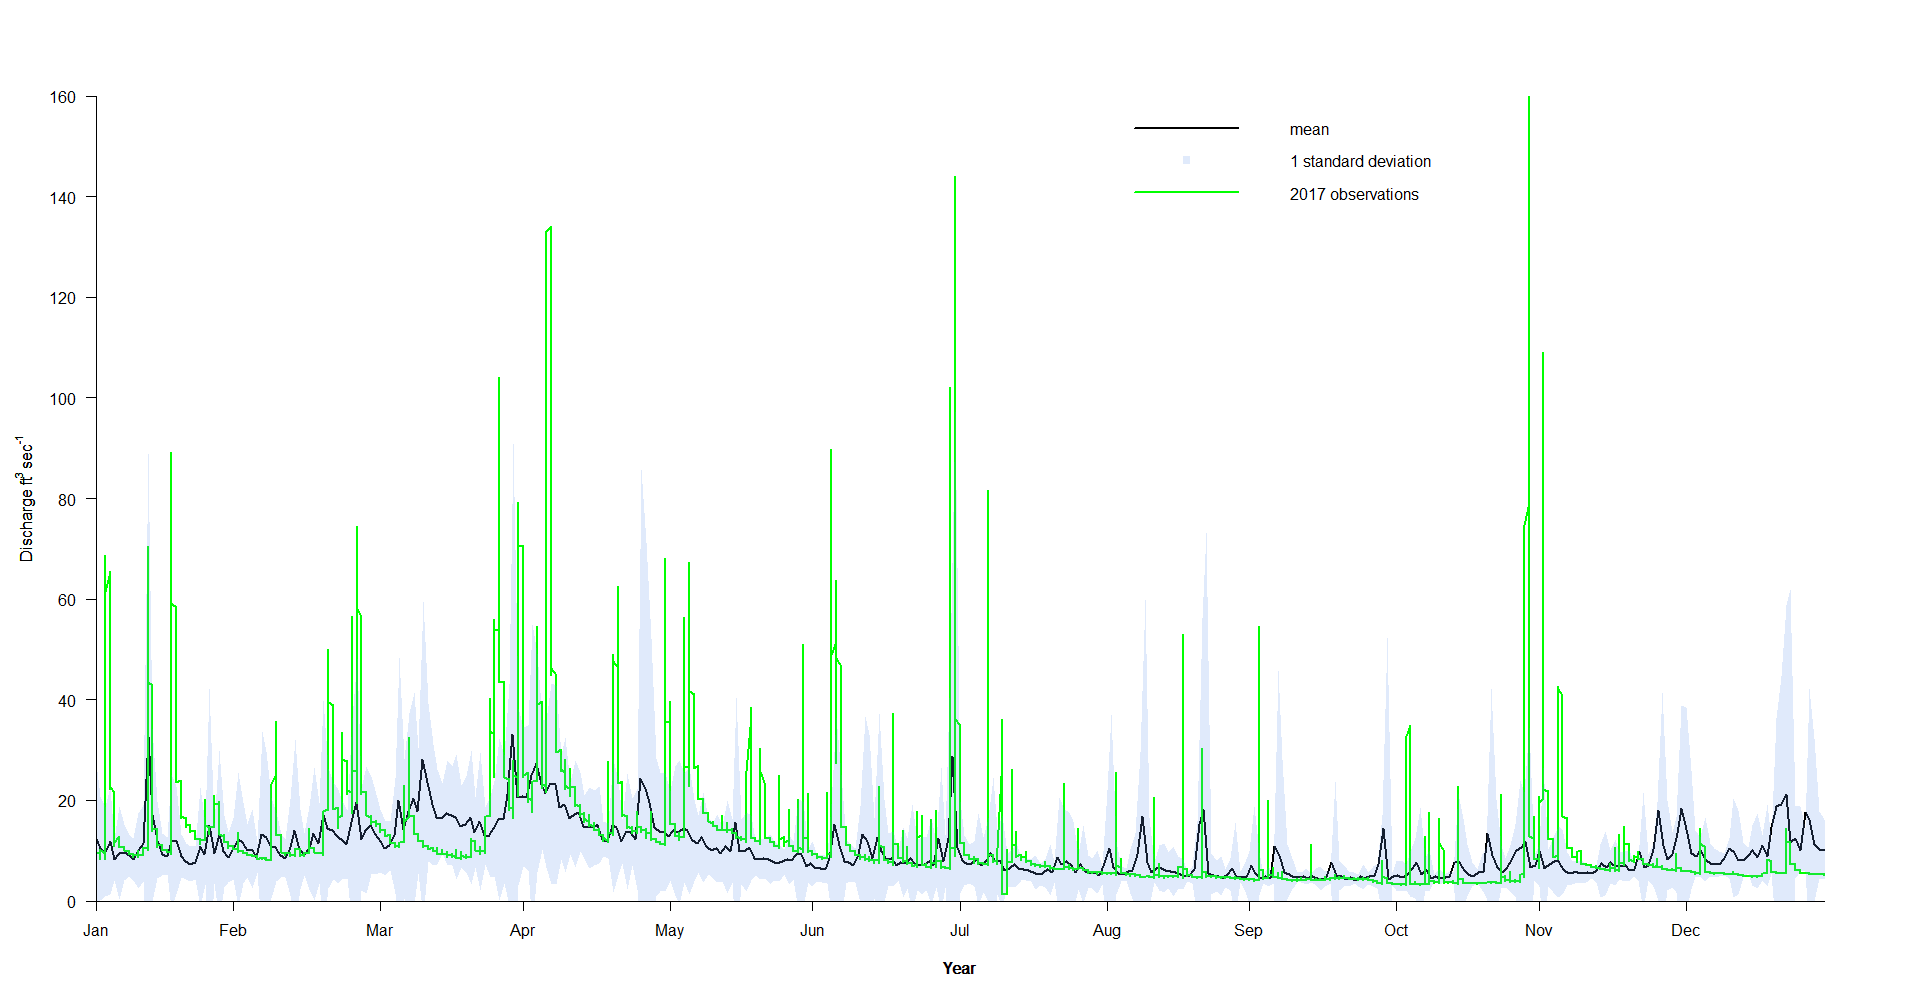 160
140
120
100
80
60
40
20
0
Discharge ft³ sec⁻¹
mean
1 standard deviation
2017 observations
Jan Feb Mar Apr May Jun Jul Aug Sep Oct Nov Dec
Year